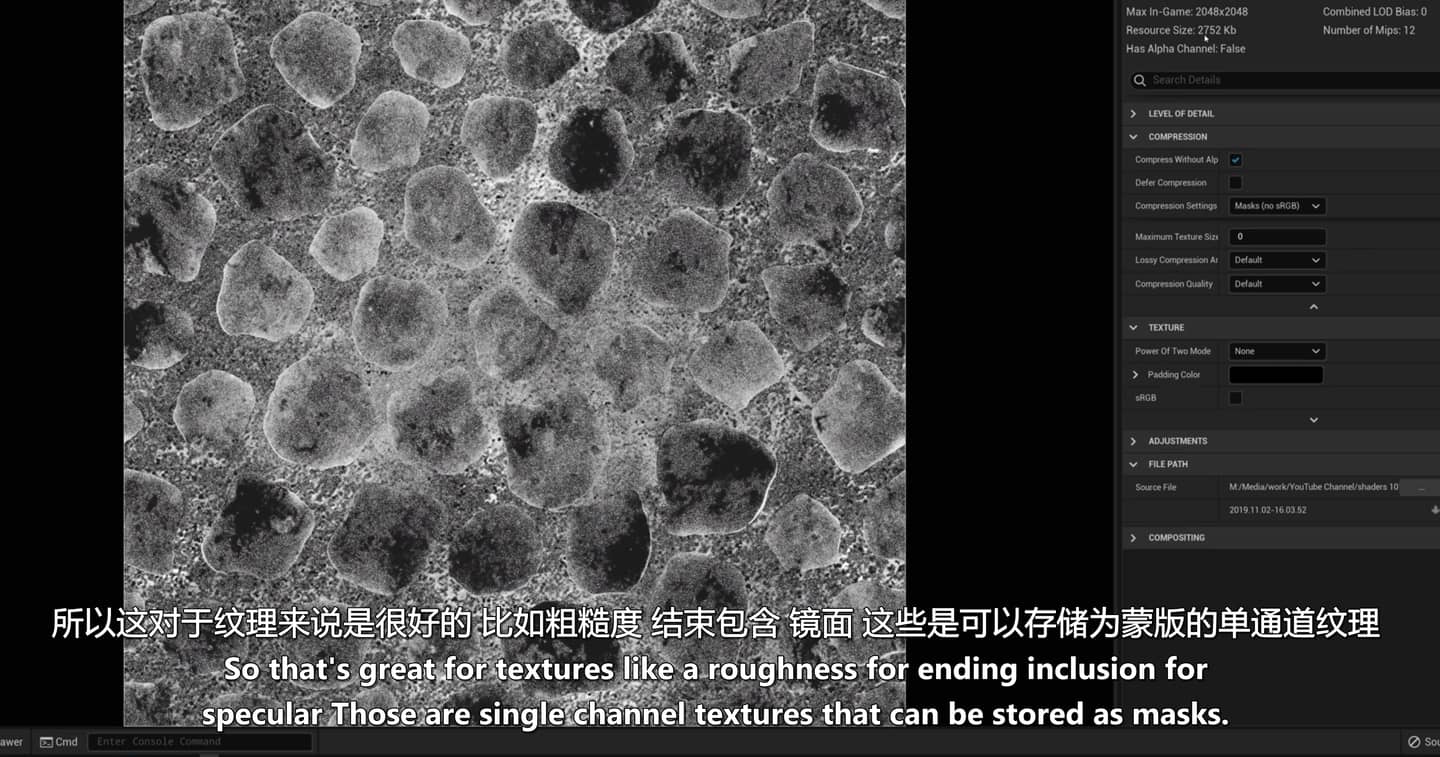 Max In-Game: 2048x2048
Combined LOD Bias: 0
Resource Size: 2752 Kb
Number of Mips: 12
Has Alpha Channel: False
Search Details
LEVEL OF DETAIL
COMPRESSION
Compress Without Alp
Defer Compression
Compression Settings
Masks (no sRGB)
Maximum Texture Size
0
Lossy Compression Ar
Default
Compression Quality
Default
TEXTURE
Power Of Two Mode
None
Padding Color
sRGB
ADJUSTMENTS
FILE PATH
Source File
M:/Media/work/YouTube Channel/shaders 10
...
2019.11.02-16.03.52
COMPOSITING
所以这对于纹理来说是很好的 比如粗糙度 结束包含 镜面 这些是可以存储为蒙版的单通道纹理
So that's great for textures like a roughness for ending inclusion for
specular Those are single channel textures that can be stored as masks.
awer
Cmd
Enter Console Command
Sou